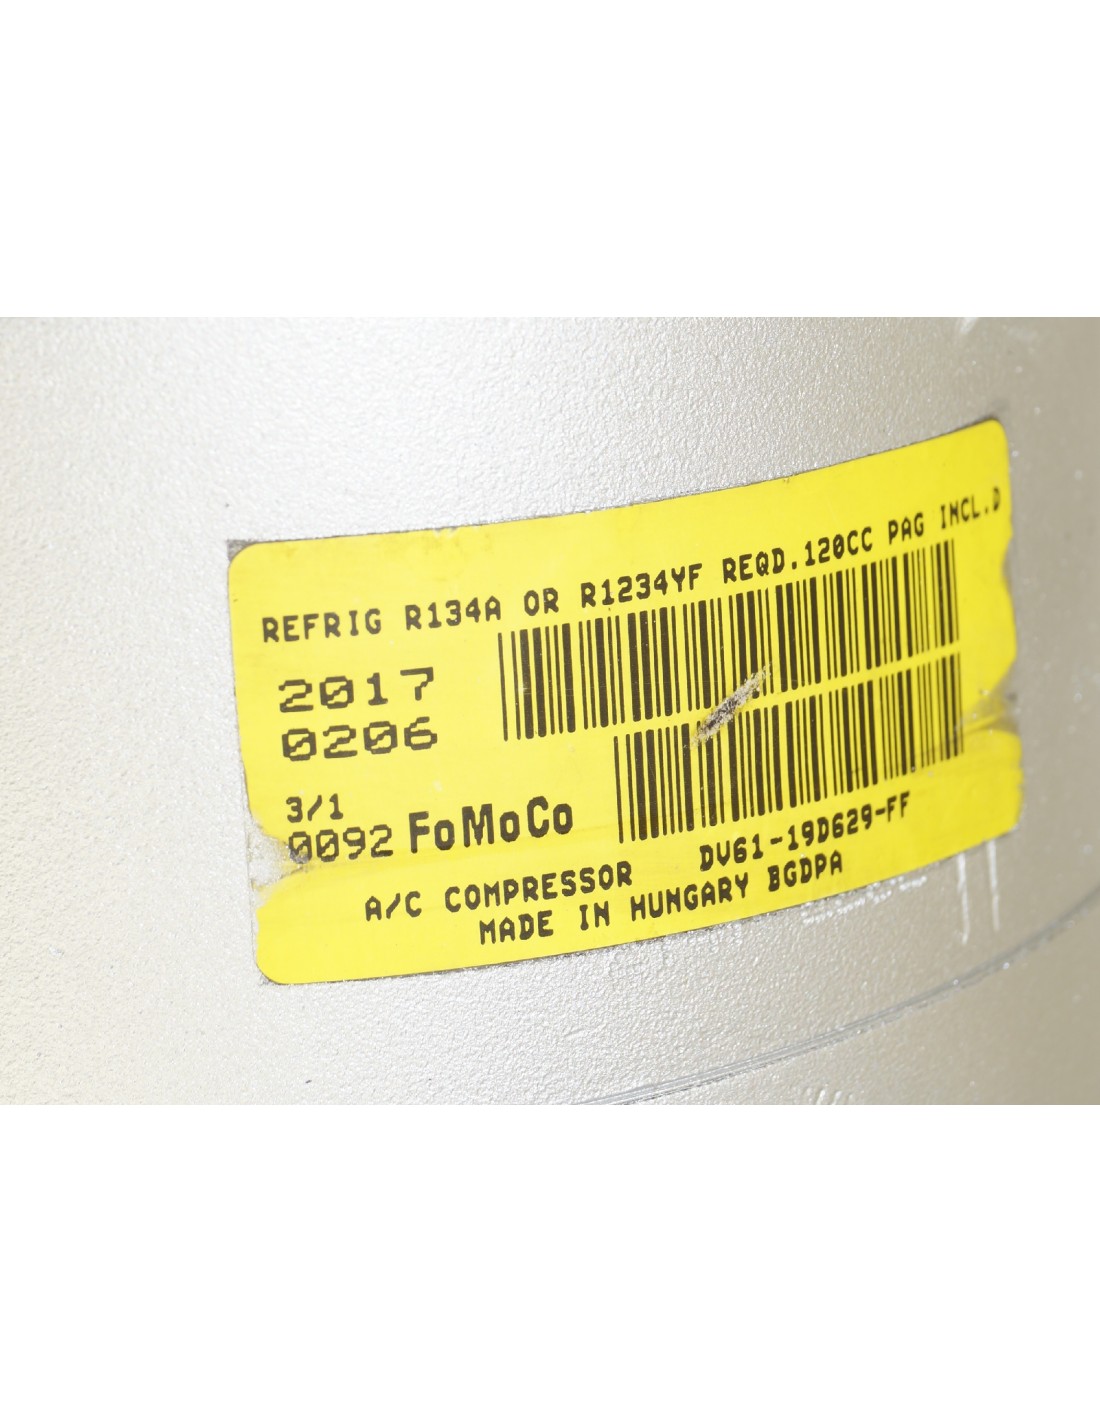 REFRIG R134A OR R1234YF REQD.120CC PAG INCL.D
2017
0206
3/1
0092 FoMoCo
A/C COMPRESSOR DV61-19D629-FF
MADE IN HUNGARY BGDPA